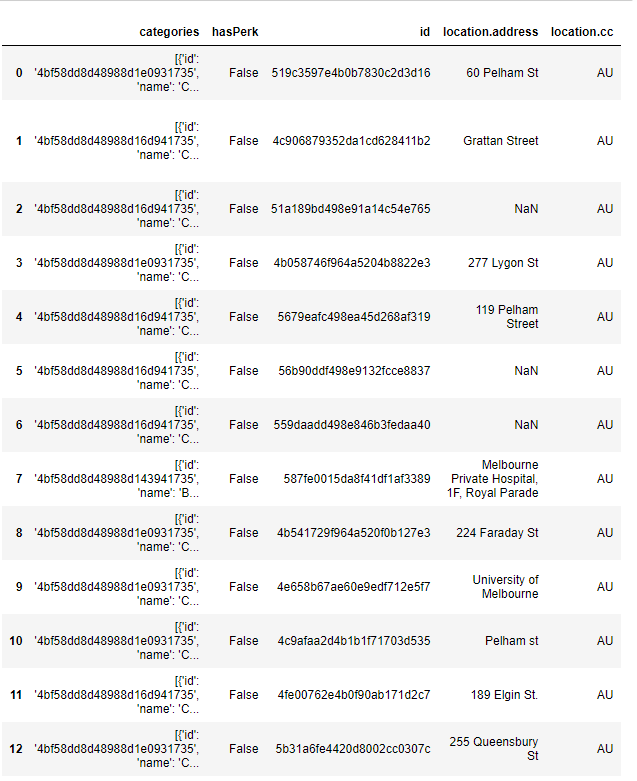 categories hasPerk id location.address location.cc
[{'id':
0 '4bf58dd8d48988d1e0931735', False 519c3597e4b0b7830c2d3d16 60 Pelham St AU
'name': 'C...
[{'id':
1 '4bf58dd8d48988d16d941735', False 4c906879352da1cd628411b2 Grattan Street AU
'name': 'C...
[{'id':
2 '4bf58dd8d48988d16d941735', False 51a189bd498e91a14c54e765 NaN AU
'name': 'C...
[{'id':
3 '4bf58dd8d48988d1e0931735', False 4b058746f964a5204b8822e3 277 Lygon St AU
'name': 'C...
[{'id':
4 '4bf58dd8d48988d16d941735', False 5679eafc498ea45d268af319 119 Pelham Street AU
'name': 'C...
[{'id':
5 '4bf58dd8d48988d16d941735', False 56b90ddf498e9132fcce8837 NaN AU
'name': 'C...
[{'id':
6 '4bf58dd8d48988d16d941735', False 559daadd498e846b3fedaa40 NaN AU
'name': 'C...
[{'id': Melbourne
7 '4bf58dd8d48988d143941735', False 587fe0015da8f41df1af3389 Private Hospital, AU
'name': 'B... 1F, Royal Parade
[{'id':
8 '4bf58dd8d48988d1e0931735', False 4b541729f964a520f0b127e3 224 Faraday St AU
'name': 'C...
[{'id':
9 '4bf58dd8d48988d1e0931735', False 4e658b67ae60e9edf712e5f7 University of Melbourne AU
'name': 'C...
[{'id':
10 '4bf58dd8d48988d1e0931735', False 4c9afaa2d4b1b1f71703d535 Pelham st AU
'name': 'C...
[{'id':
11 '4bf58dd8d48988d16d941735', False 4fe00762e4b0f90ab171d2c7 189 Elgin St. AU
'name': 'C...
[{'id':
12 '4bf58dd8d48988d1e0931735', False 5b31a6fe4420d8002cc0307c 255 Queensbury St AU
'name': 'C...